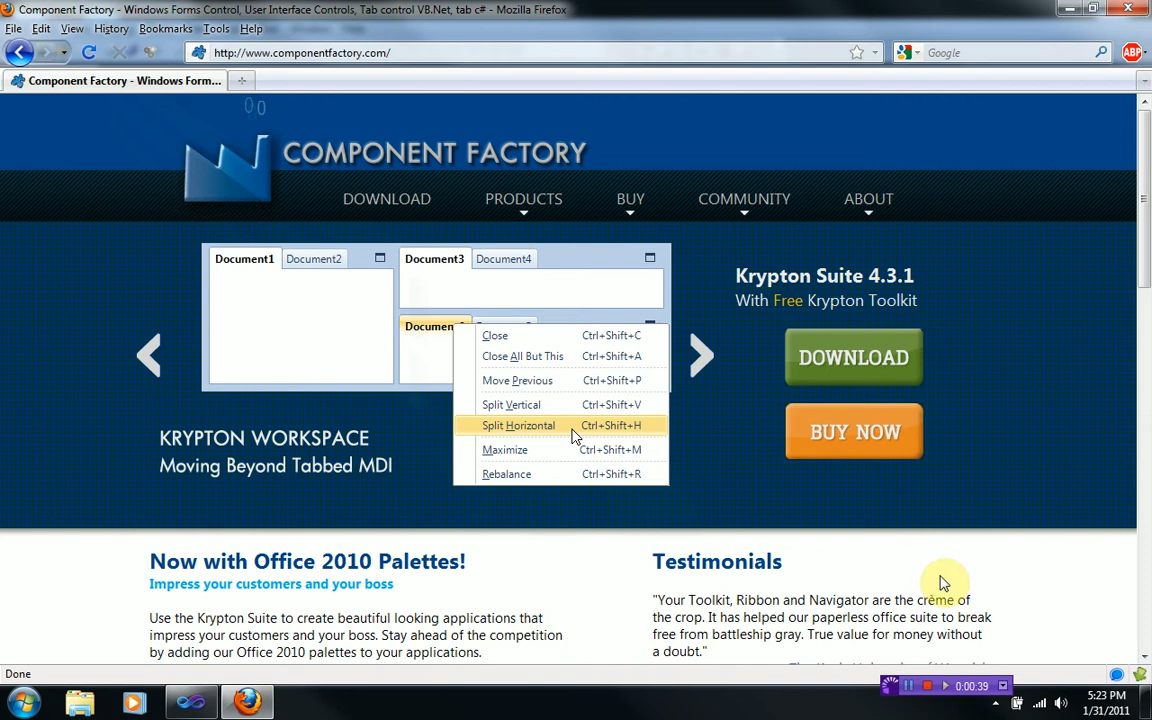 Component Factory - Windows Forms Control, User Interface Controls, Tab control VB.Net, tab c# - Mozilla Firefox
File Edit View History Bookmarks Tools Help
http://www.componentfactory.com/
Google
ABP
Component Factory - Windows Form...
COMPONENT FACTORY
DOWNLOAD PRODUCTS BUY COMMUNITY ABOUT
Document1 Document2 Document3 Document4
Krypton Suite 4.3.1
With Free Krypton Toolkit
Close Ctrl+Shift+C
Close All But This Ctrl+Shift+A
DOWNLOAD
Move Previous Ctrl+Shift+P
Split Vertical Ctrl+Shift+V
Split Horizontal Ctrl+Shift+H
BUY NOW
KRYPTON WORKSPACE
Maximize Ctrl+Shift+M
Moving Beyond Tabbed MDI
Rebalance Ctrl+Shift+R
Now with Office 2010 Palettes!
Impress your customers and your boss
Use the Krypton Suite to create beautiful looking applications that
impress your customers and your boss. Stay ahead of the competition
by adding our Office 2010 palettes to your applications.
Testimonials
"Your Toolkit, Ribbon and Navigator are the crème of
the crop. It has helped our paperless office suite to break
free from battleship gray. True value for money without
a doubt."
Done
0:00:39
5:23 PM
1/31/2011